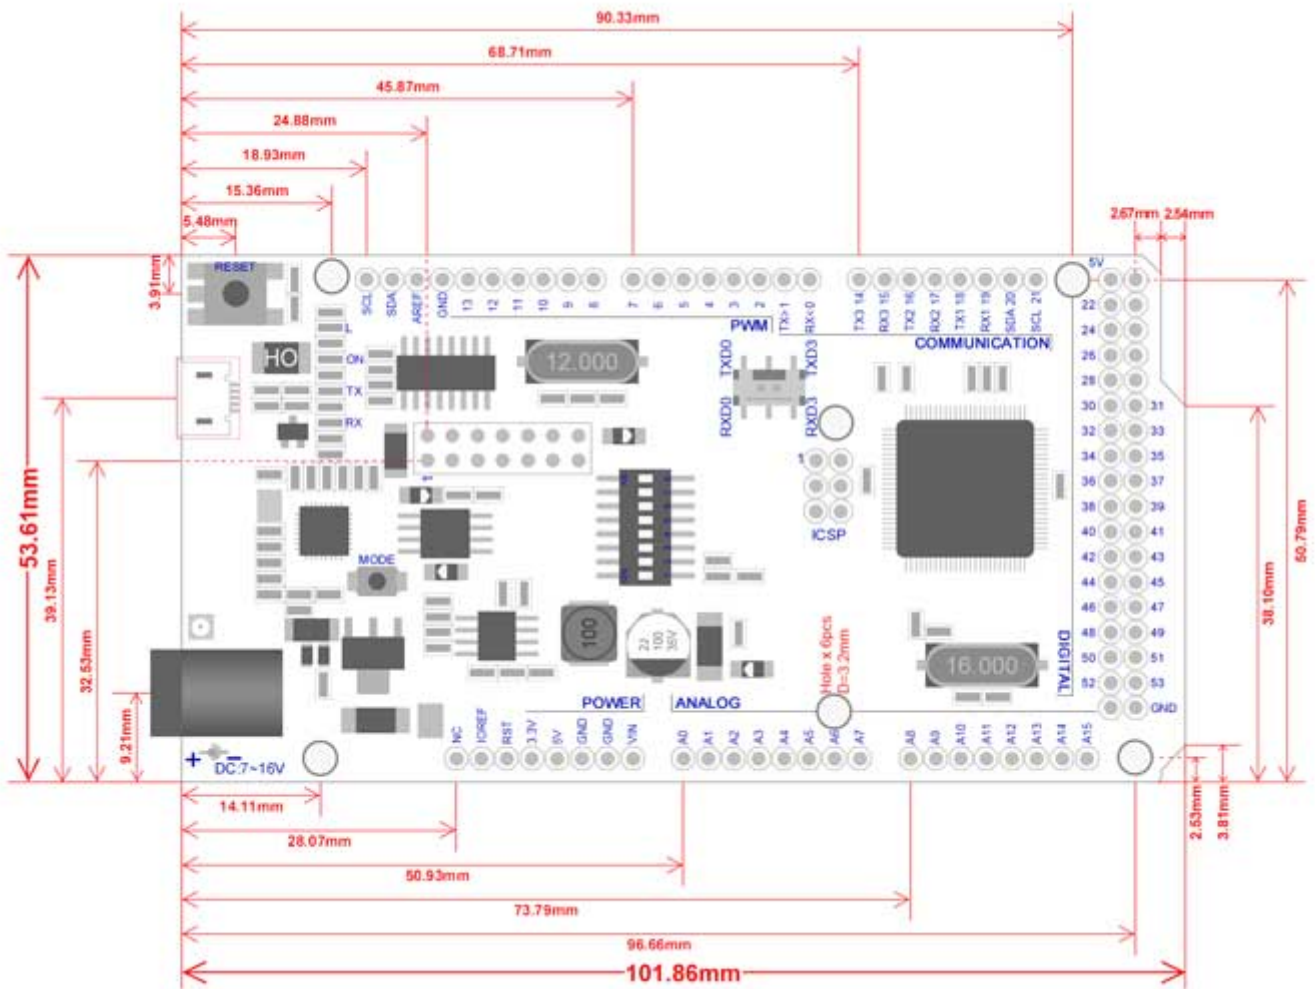 90.33mm
68.71mm
45.87mm
24.88mm
18.93mm
15.36mm
5.48mm
2.67mm
2.54mm
3.91mm
RESET
SCL
SDA
AREF
GND
13
12
11
10
9
8
7
6
5
4
3
2
TX>1
RX<0
TX3 14
RX3 15
TX2 16
RX2 17
TX1 18
RX1 19
SDA 20
SCL 21
5V
PWM
COMMUNICATION
L
ON
TX
RX
HO
12.000
TXD0
TXD3
RXD0
RXD3
22
24
26
28
30
31
32
33
34
35
36
37
38
39
40
41
42
43
44
45
46
47
48
49
50
51
52
53
GND
1
1
ICSP
MODE
53.61mm
39.13mm
32.53mm
9.21mm
50.79mm
38.10mm
100
22
100
35V
Hole x 6pcs
D=3.2mm
16.000
DIGITAL
POWER
ANALOG
NC
IOREF
RST
3.3V
5V
GND
GND
VIN
A0
A1
A2
A3
A4
A5
A6
A7
A8
A9
A10
A11
A12
A13
A14
A15
+ -
DC:7~16V
2.53mm
3.81mm
14.11mm
28.07mm
50.93mm
73.79mm
96.66mm
101.86mm